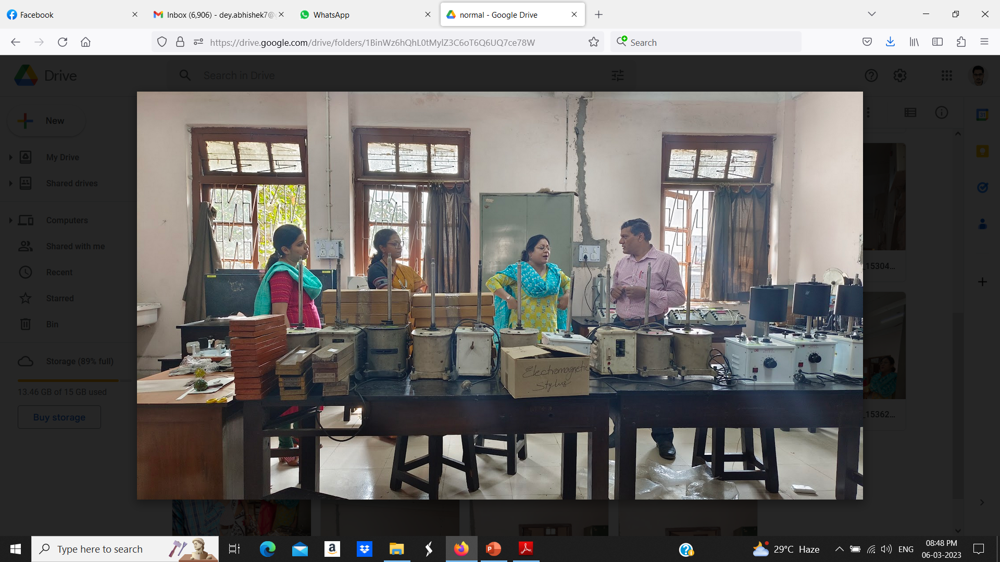 Facebook
Inbox (6,906) - dey.abhishek7@
WhatsApp
normal - Google Drive
https://drive.google.com/drive/folders/1BinWz6hQhL0tMylZ3C6oT6Q6UQ7ce78W
Search
Drive
Search in Drive
New
My Drive
Shared drives
Computers
Shared with me
Recent
Starred
Bin
Storage (89% full)
13.46 GB of 15 GB used
Buy storage
31
_15304...
_15362...
Electromagnetic
Stylus
Type here to search
29°C Haze
ENG
08:48 PM
06-03-2023